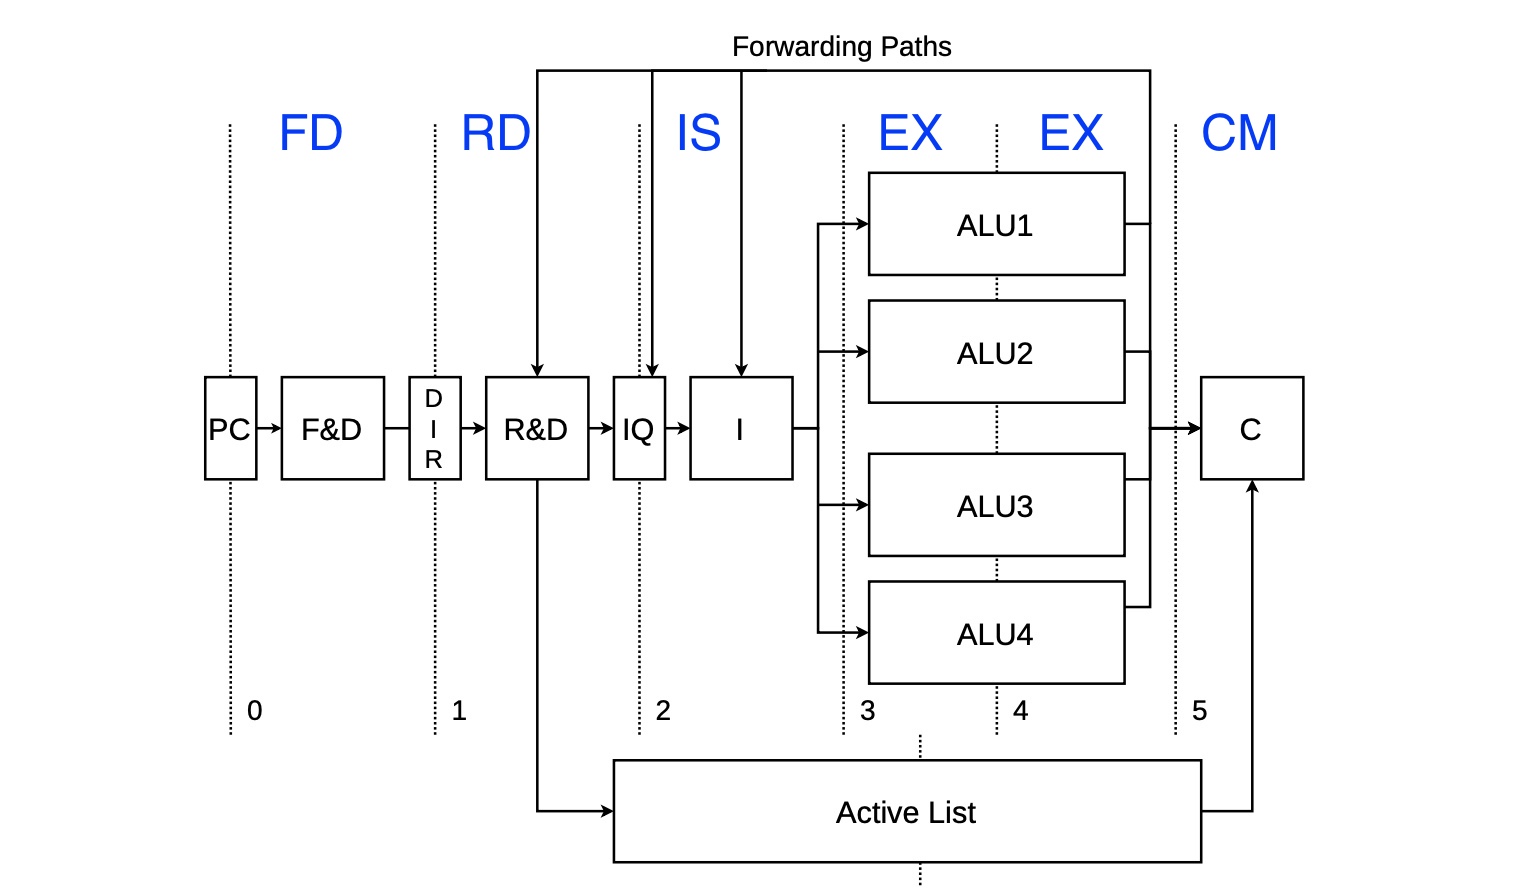 Forwarding Paths
FD
RD
IS
EX
EX
CM
ALU1
ALU2
PC
F&D
D
I
R
R&D
IQ
I
C
ALU3
ALU4
0
1
2
3
4
5
Active List